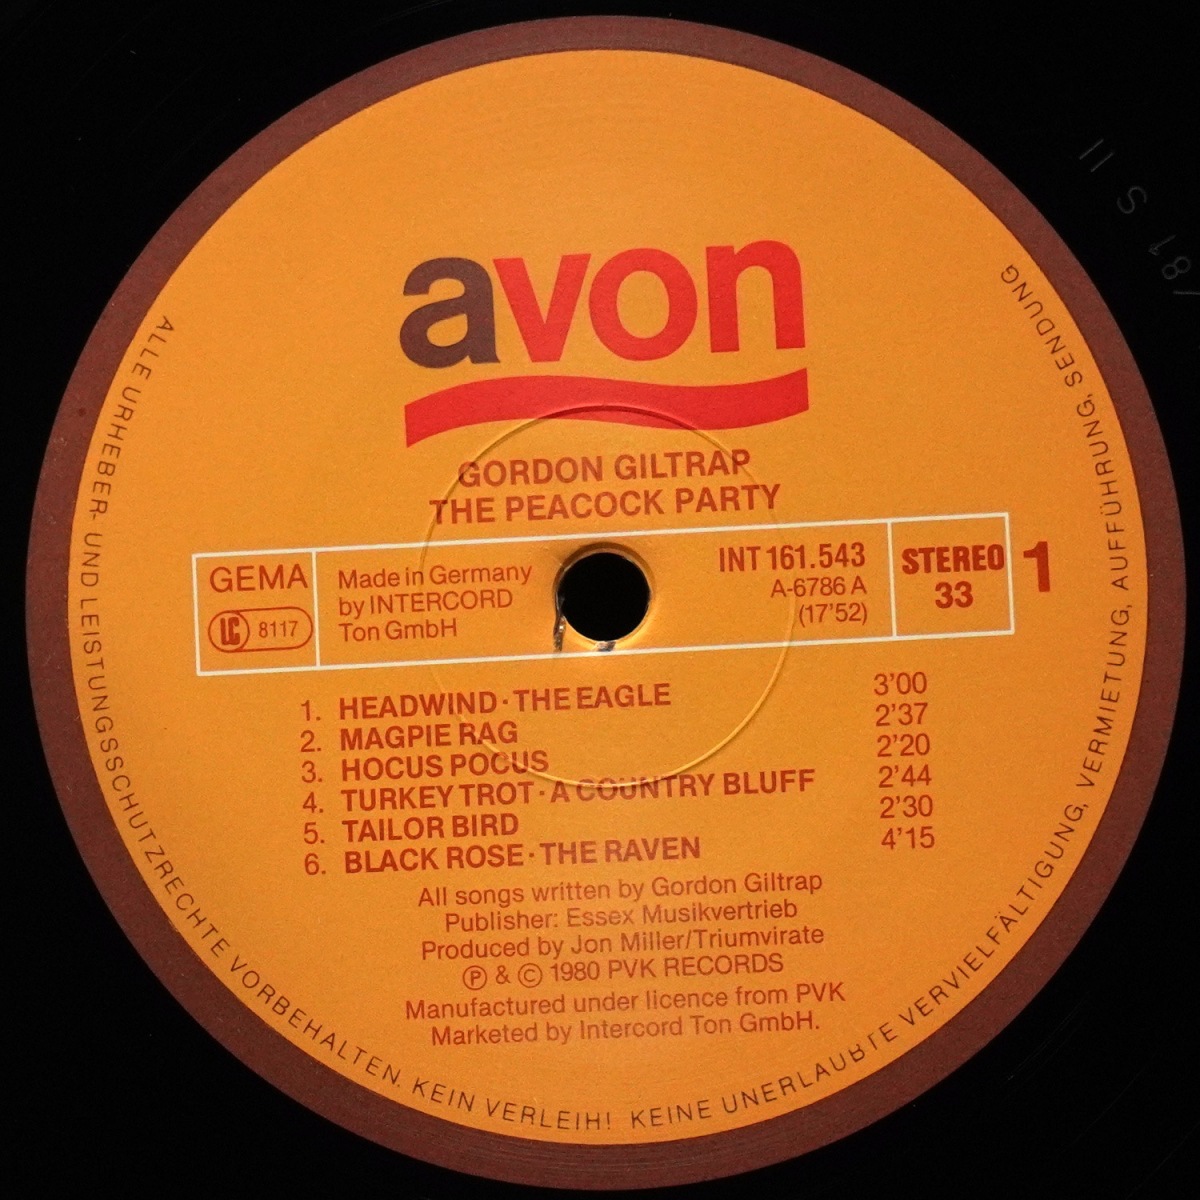 avon
GORDON GILTRAP
THE PEACOCK PARTY
GEMA
LC 8117
Made in Germany
by INTERCORD
Ton GmbH
INT 161.543
A-6786 A
(17'52)
STEREO
33
1
1. HEADWIND · THE EAGLE 3'00
2. MAGPIE RAG 2'37
3. HOCUS POCUS 2'20
4. TURKEY TROT · A COUNTRY BLUFF 2'44
5. TAILOR BIRD 2'30
6. BLACK ROSE · THE RAVEN 4'15
All songs written by Gordon Giltrap
Publisher: Essex Musikvertrieb
Produced by Jon Miller/Triumvirate
Ⓟ & © 1980 PVK RECORDS
Manufactured under licence from PVK
Marketed by Intercord Ton GmbH.
ALLE URHEBER- UND LEISTUNGSSCHUTZRECHTE VORBEHALTEN. KEIN VERLEIH! KEINE UNERLAUBTE VERVIELFÄLTIGUNG, VERMIETUNG, AUFFÜHRUNG, SENDUNG